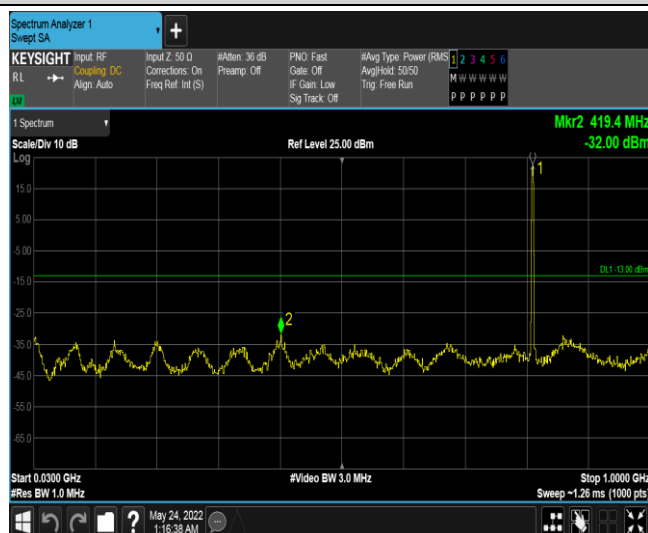 Spectrum Analyzer 1
Swept SA
+
KEYSIGHT
RL
Input: RF
Coupling: DC
Align: Auto
Input Z: 50 Ω
Corrections: On
Freq Ref: Int (S)
#Atten: 36 dB
Preamp: Off
PNO: Fast
Gate: Off
IF Gain: Low
Sig Track: Off
#Avg Type: Power (RMS
Avg|Hold: 50/50
Trig: Free Run
1 2 3 4 5 6
M W W W W W
P P P P P P
1 Spectrum
Mkr2 419.4 MHz
Scale/Div 10 dB
Ref Level 25.00 dBm
-32.00 dBm
Log
1
15.0
5.00
-5.00
DL1 -13.00 dBm
-15.0
-25.0
2
-35.0
-45.0
-55.0
-65.0
Start 0.0300 GHz
#Video BW 3.0 MHz
Stop 1.0000 GHz
#Res BW 1.0 MHz
Sweep ~1.26 ms (1000 pts)
?
May 24, 2022
1:16:38 AM